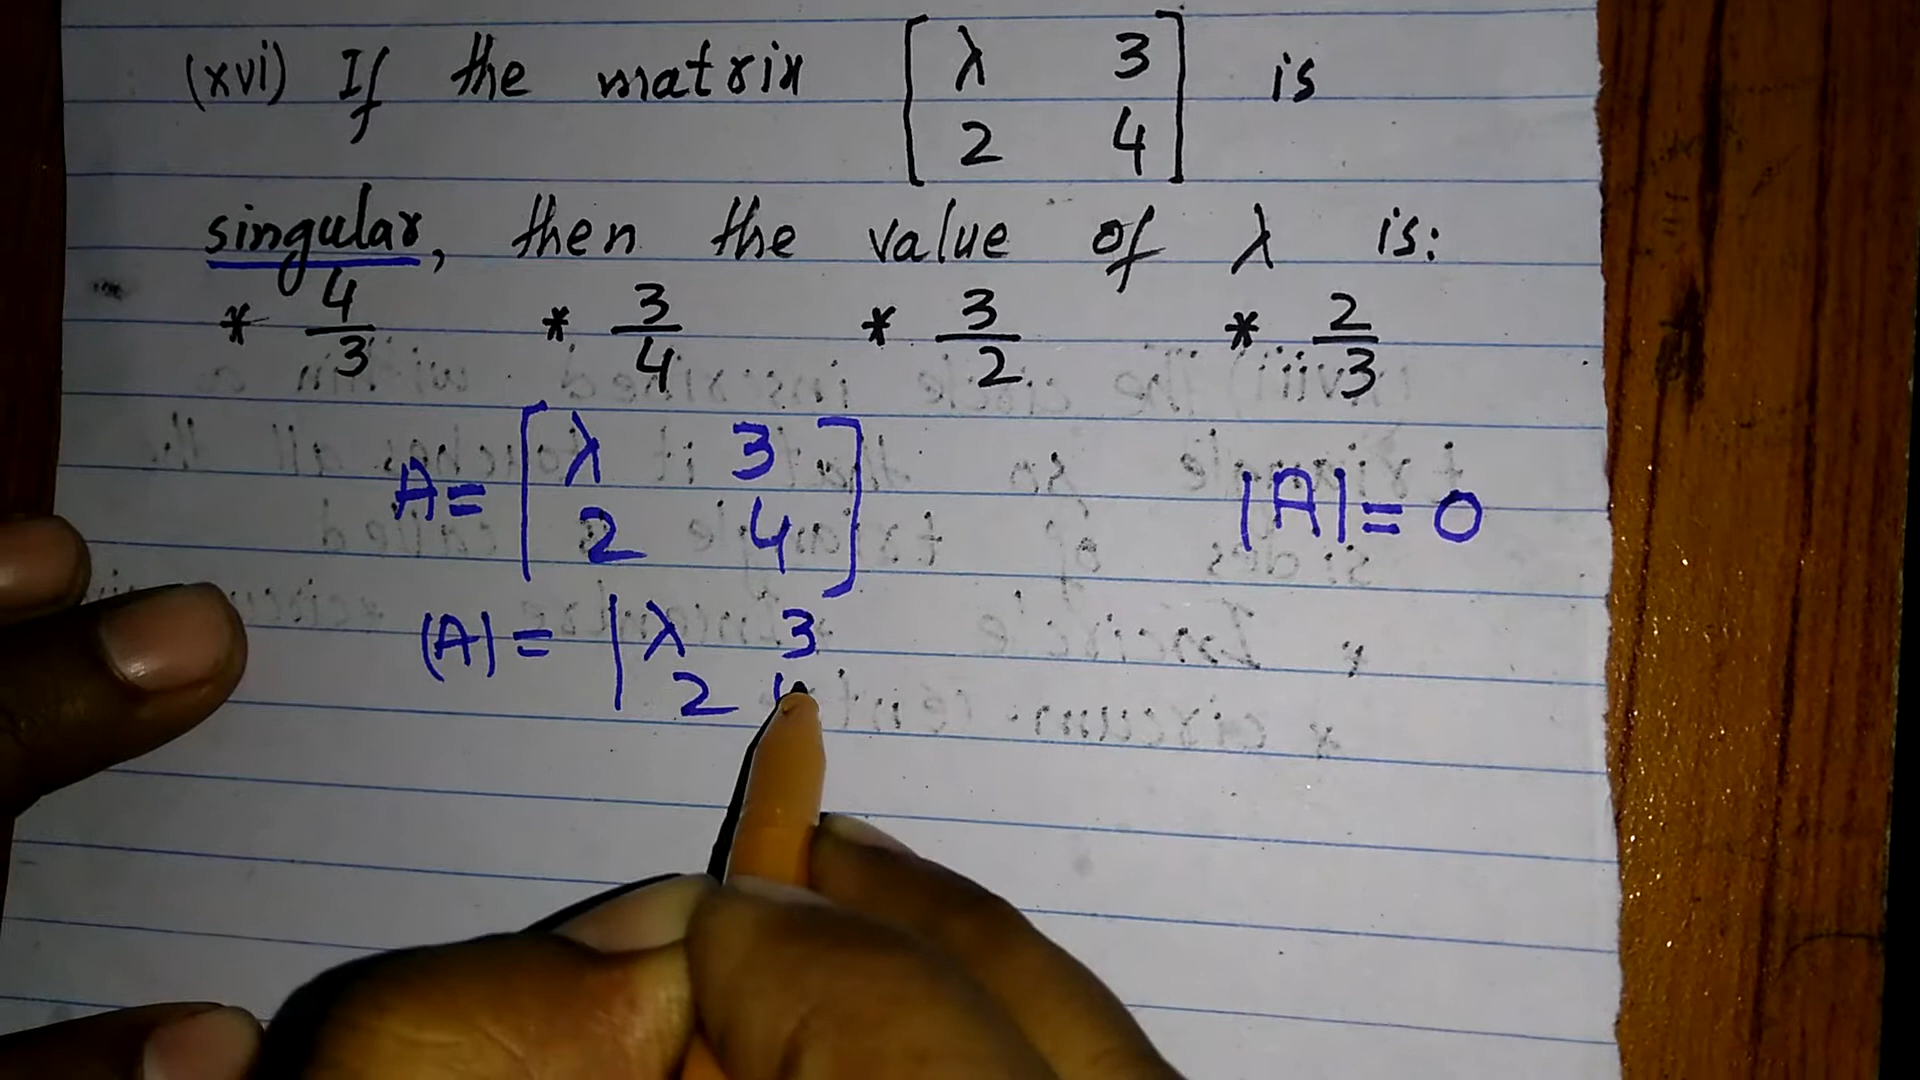 (xvi) If the matrix [λ 3
2 4] is
singular, then the value of λ is:
* 4/3 * 3/4 * 3/2 * 2/3
A = [λ 3
2 4] |A| = 0
|A| = |λ 3
2 4